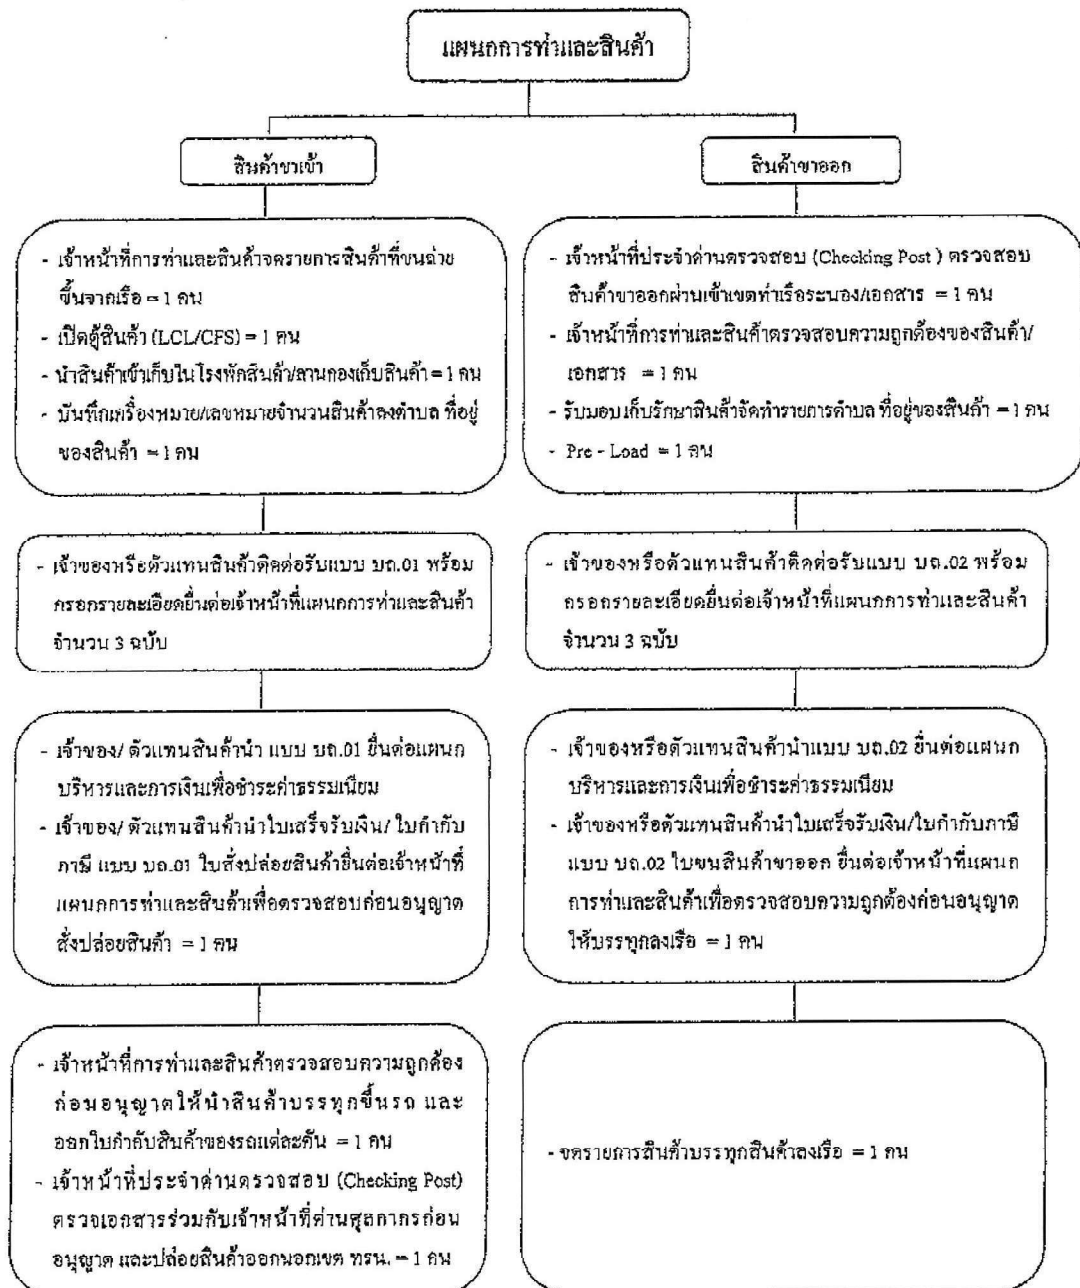 แผนกการท่าและสินค้า
สินค้าขาเข้า
- เจ้าหน้าที่การท่าและสินค้าจดรายการสินค้าที่ขนถ่าย
ขึ้นจากเรือ = 1 คน
- เปิดตู้สินค้า (LCL/CFS) = 1 คน
- นำสินค้าเข้าเก็บในโรงพักสินค้า/ลานกองเก็บสินค้า = 1 คน
- บันทึกเครื่องหมาย/เลขหมายจำนวนสินค้าลงตำบล ที่อยู่
ของสินค้า = 1 คน
- เจ้าของหรือตัวแทนสินค้าติดต่อรับแบบ บถ.01 พร้อม
กรอกรายละเอียดยื่นต่อเจ้าหน้าที่แผนกการท่าและสินค้า
จำนวน 3 ฉบับ
- เจ้าของ/ ตัวแทนสินค้านำ แบบ บถ.01 ยื่นต่อแผนก
บริหารและการเงินเพื่อชำระค่าธรรมเนียม
- เจ้าของ/ ตัวแทนสินค้านำใบเสร็จรับเงิน/ ใบกำกับ
ภาษี แบบ บถ.01 ใบสั่งปล่อยสินค้ายื่นต่อเจ้าหน้าที่
แผนกการท่าและสินค้าเพื่อตรวจสอบก่อนอนุญาต
สั่งปล่อยสินค้า = 1 คน
- เจ้าหน้าที่การท่าและสินค้าตรวจสอบความถูกต้อง
ก่อนอนุญาตให้นำสินค้าบรรทุกขึ้นรถ และ
ออกใบกำกับสินค้าของรถแต่ละคัน = 1 คน
- เจ้าหน้าที่ประจำด่านตรวจสอบ (Checking Post)
ตรวจเอกสารร่วมกับเจ้าหน้าที่ด่านศุลกากรก่อน
อนุญาต และปล่อยสินค้าออกนอกเขต ทรน. = 1 คน
สินค้าขาออก
- เจ้าหน้าที่ประจำด่านตรวจสอบ (Checking Post ) ตรวจสอบ
สินค้าขาออกผ่านเข้าเขตท่าเรือระนอง/เอกสาร = 1 คน
- เจ้าหน้าที่การท่าและสินค้าตรวจสอบความถูกต้องของสินค้า/
เอกสาร = 1 คน
- รับมอบเก็บรักษาสินค้าจัดทำรายการตำบล ที่อยู่ของสินค้า = 1 คน
- Pre - Load = 1 คน
- เจ้าของหรือตัวแทนสินค้าติดต่อรับแบบ บถ.02 พร้อม
กรอกรายละเอียดยื่นต่อเจ้าหน้าที่แผนกการท่าและสินค้า
จำนวน 3 ฉบับ
- เจ้าของหรือตัวแทนสินค้านำแบบ บถ.02 ยื่นต่อแผนก
บริหารและการเงินเพื่อชำระค่าธรรมเนียม
- เจ้าของหรือตัวแทนสินค้านำใบเสร็จรับเงิน/ใบกำกับภาษี
แบบ บถ.02 ใบขนสินค้าขาออก ยื่นต่อเจ้าหน้าที่แผนก
การท่าและสินค้าเพื่อตรวจสอบความถูกต้องก่อนอนุญาต
ให้บรรทุกลงเรือ = 1 คน
- จดรายการสินค้าบรรทุกสินค้าลงเรือ = 1 คน